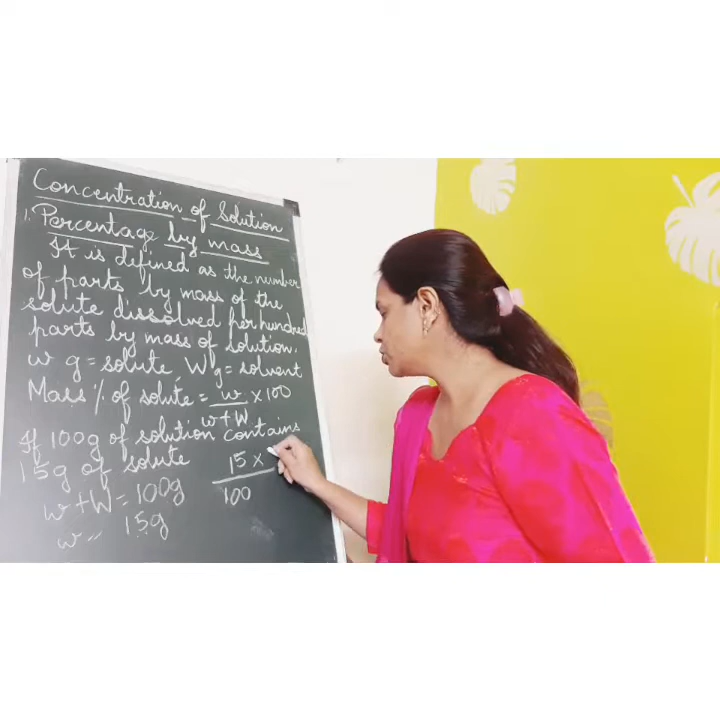 Concentration of Solution
1. Percentage by mass
It is defined as the number
of parts by mass of the
solute dissolved per hundred
parts by mass of solution.
w g = solute W g = solvent
Mass % of solute = w / w + W × 100
If 100g of solution contains
15g of solute
w + W = 100g
w = 15g
15 ×
100